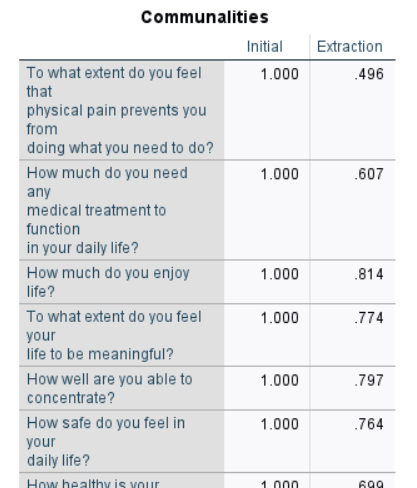 Communalities
Initial Extraction
To what extent do you feel 1.000 .496
that
physical pain prevents you
from
doing what you need to do?
How much do you need 1.000 .607
any
medical treatment to
function
in your daily life?
How much do you enjoy 1.000 .814
life?
To what extent do you feel 1.000 .774
your
life to be meaningful?
How well are you able to 1.000 .797
concentrate?
How safe do you feel in 1.000 .764
your
daily life?
How healthy is your 1.000 .699